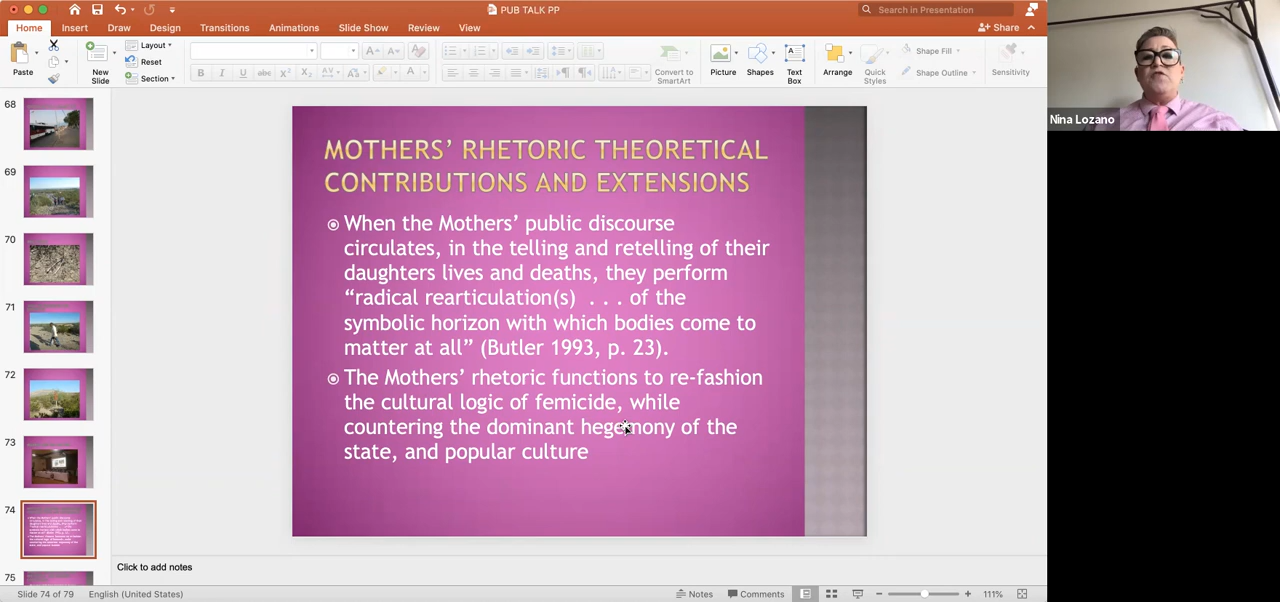 PUB TALK PP
Search in Presentation
Home Insert Draw Design Transitions Animations Slide Show Review View
Share
Paste
New Slide
Layout
Reset
Section
B I U abc X² X₂ AV Aa A
Convert to SmartArt
Picture
Shapes
Text Box
Arrange
Quick Styles
Shape Fill
Shape Outline
Sensitivity
Nina Lozano
68
69
70
71
72
73
74
75
MOTHERS’ RHETORIC THEORETICAL
CONTRIBUTIONS AND EXTENSIONS
When the Mothers’ public discourse
circulates, in the telling and retelling of their
daughters lives and deaths, they perform
“radical rearticulation(s) . . . of the
symbolic horizon with which bodies come to
matter at all” (Butler 1993, p. 23).
The Mothers’ rhetoric functions to re-fashion
the cultural logic of femicide, while
countering the dominant hegemony of the
state, and popular culture
Click to add notes
Slide 74 of 79 English (United States)
Notes Comments 111%